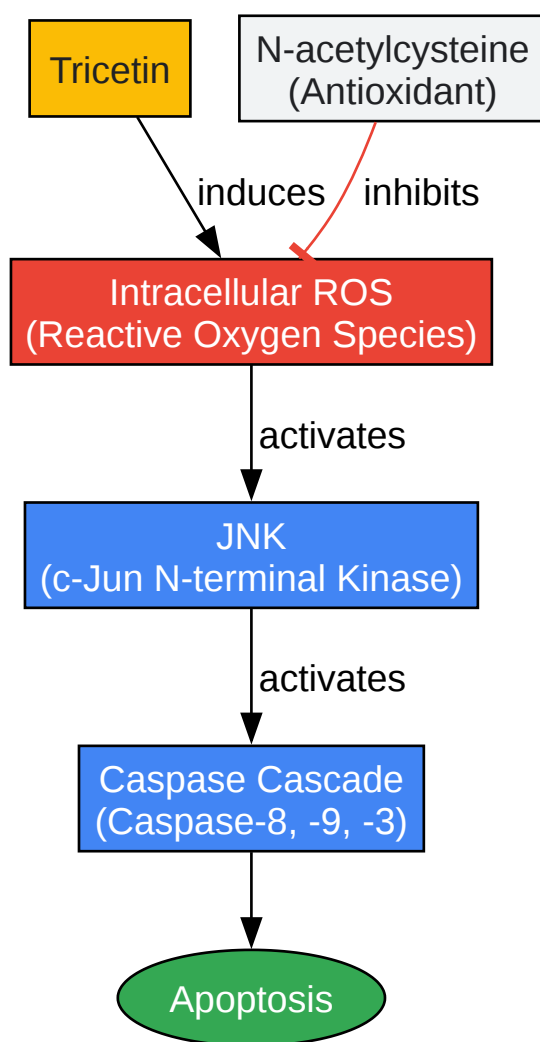 Tricetin
N-acetylcysteine
(Antioxidant)
induces
inhibits
Intracellular ROS
(Reactive Oxygen Species)
activates
JNK
(c-Jun N-terminal Kinase)
activates
Caspase Cascade
(Caspase-8, -9, -3)
Apoptosis